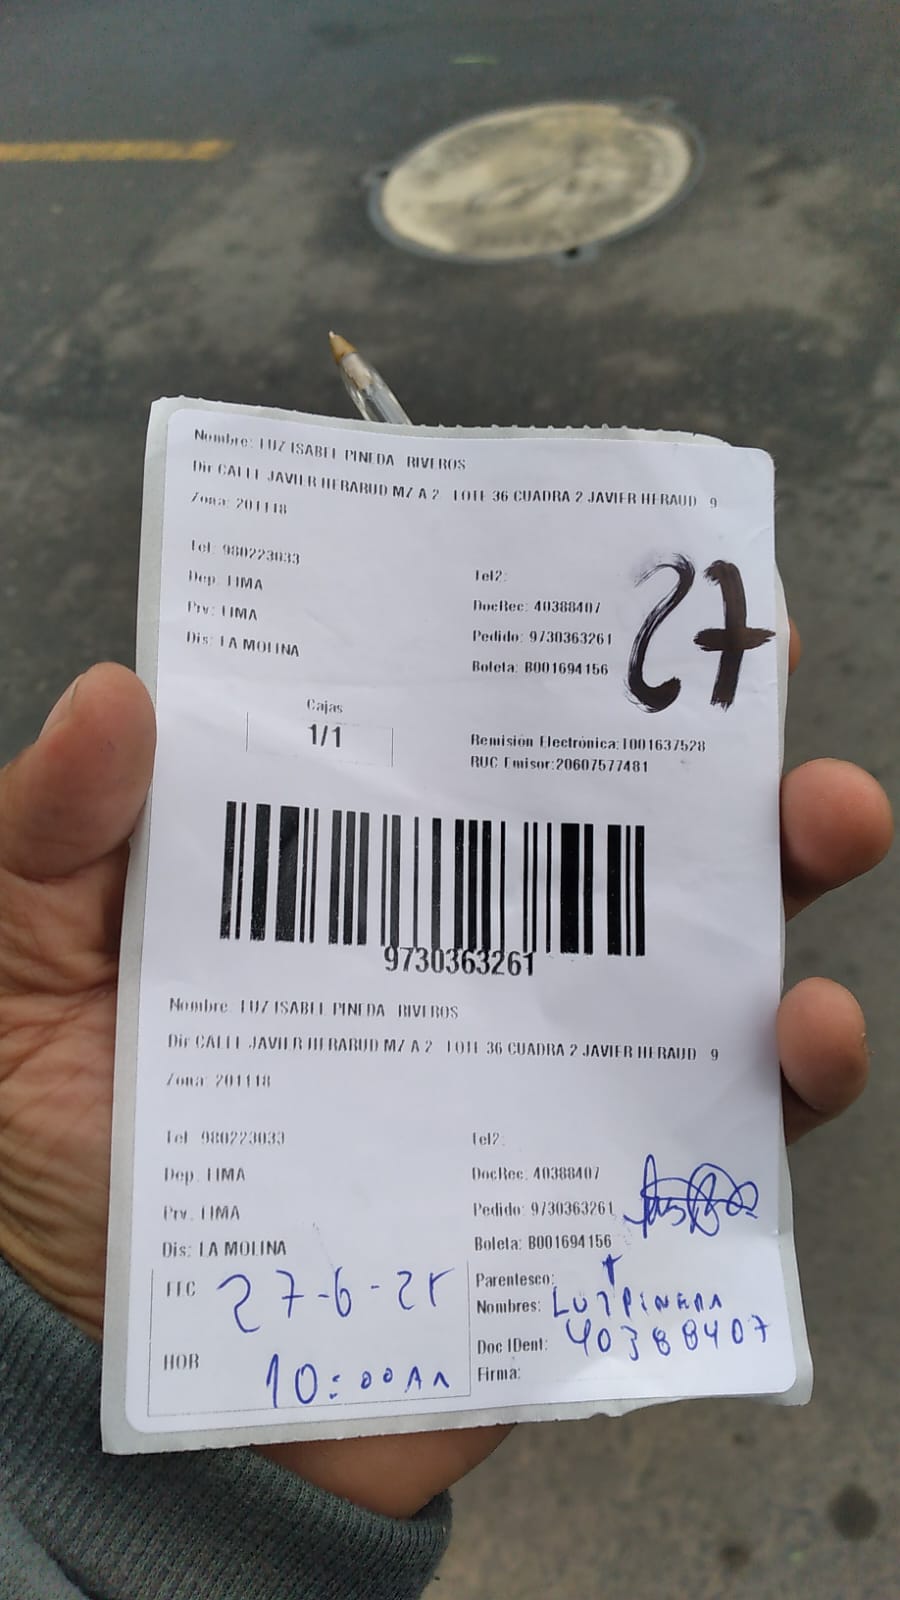 Nombre: LUZ ISABEL PINEDA RIVEROS
Dir CALLE JAVIER HERARUD MZ A 2 LOTE 36 CUADRA 2 JAVIER HERAUD 9
Zona: 201118
Tel: 980223033
Tel2:
Dep: LIMA
DocRec: 40388407
Prv: LIMA
Pedido: 9730363261
Dis: LA MOLINA
Boleta: B001694156
27
Cajas
1/1
Remisión Electrónica:T001637528
RUC Emisor:20607577481
9730363261
Nombre: LUZ ISABEL PINEDA RIVEROS
Dir CALLE JAVIER HERARUD MZ A 2 LOTE 36 CUADRA 2 JAVIER HERAUD 9
Zona: 201118
Tel: 980223033
Tel2:
Dep: LIMA
DocRec: 40388407
Prv: LIMA
Pedido: 9730363261
Dis: LA MOLINA
Boleta: B001694156
FEC 27-6-25
Parentesco: T
Nombres: LUZ PINEDA
Doc IDent: 40388407
HOR 10:00 AM
Firma: